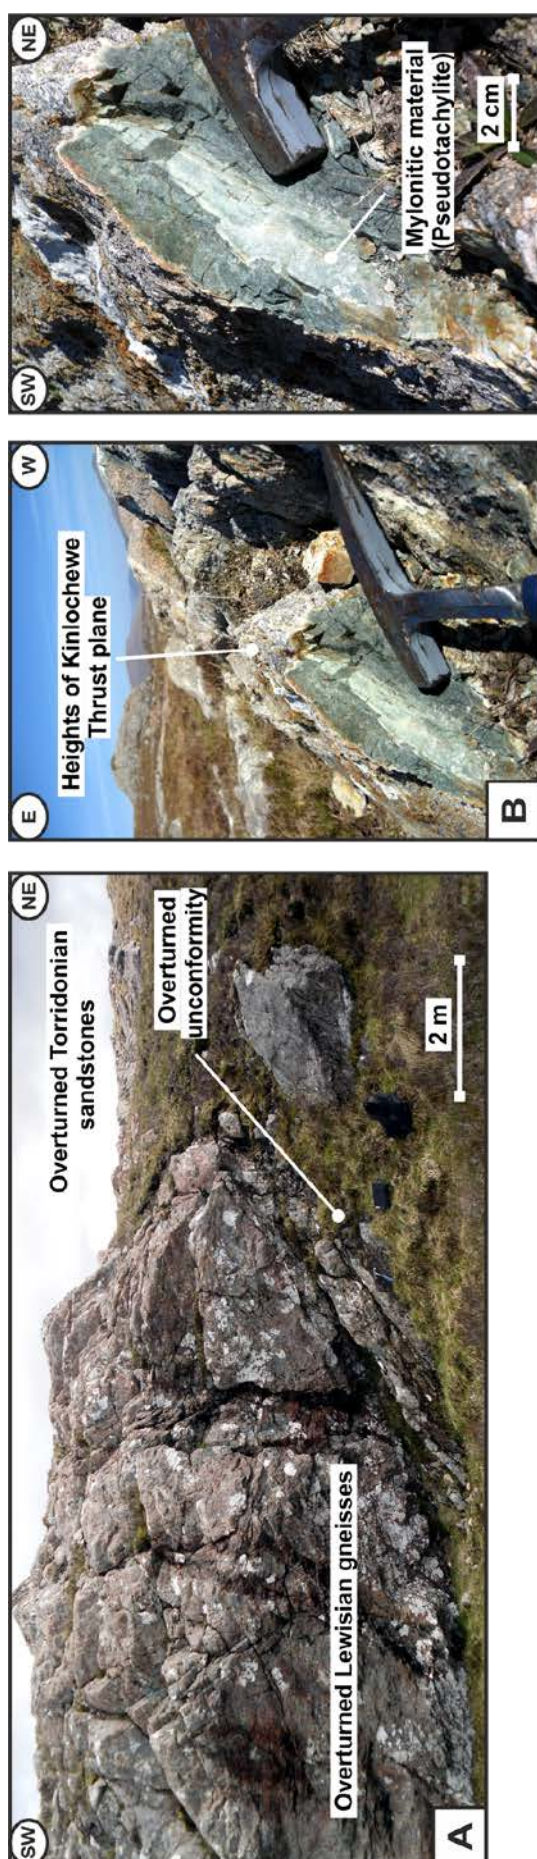 SW
NE
Overturned Torridonian
sandstones
Overturned
unconformity
Overturned Lewisian gneisses
2 m
A
E
W
Heights of Kinlochewe
Thrust plane
B
SW
NE
Mylonitic material
(Pseudotachylite)
2 cm